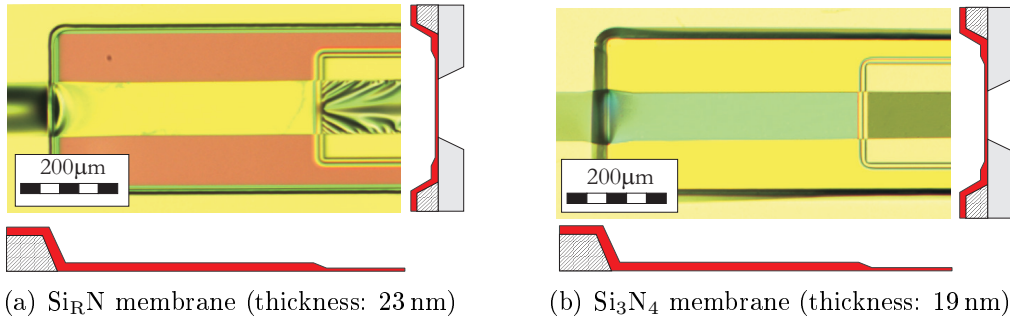 200μm
200μm
(a) SiRN membrane (thickness: 23 nm)
(b) Si3N4 membrane (thickness: 19 nm)